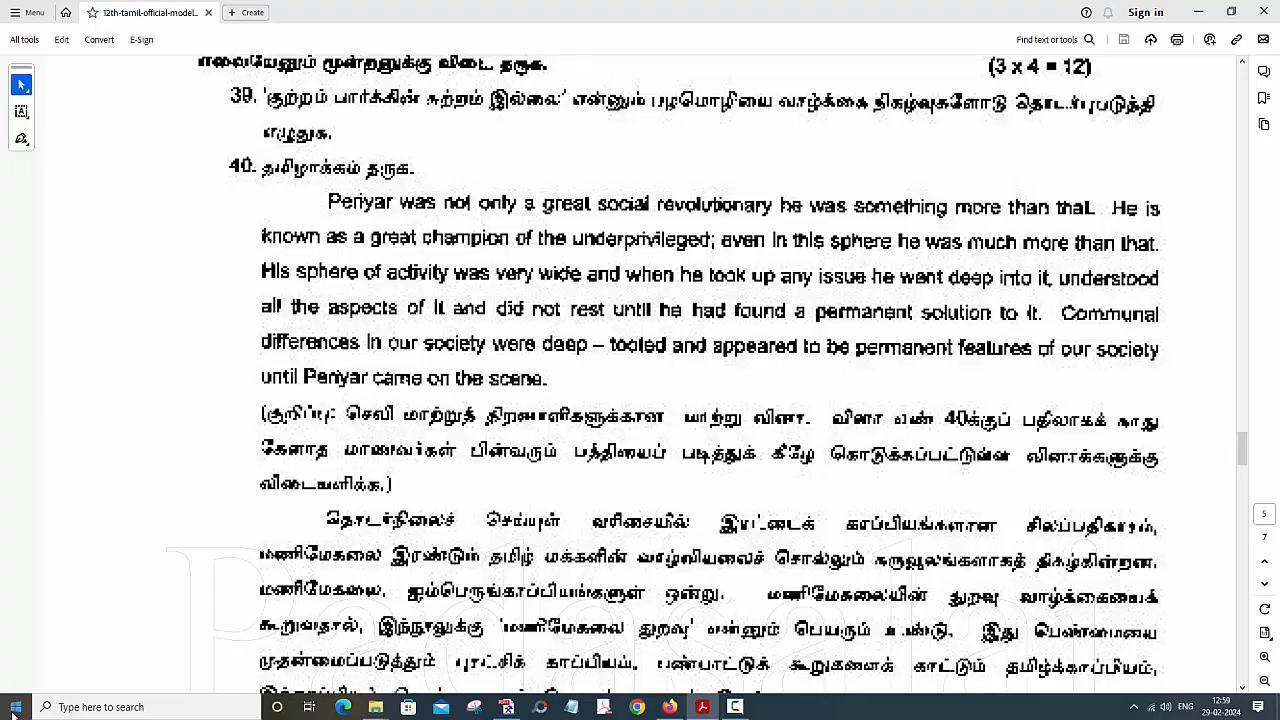 Menu
12th-tamil-official-model...
Create
Sign in
All tools
Edit
Convert
E-Sign
Find text or tools
எவையேனும் மூன்றனுக்கு விடை தருக. (3 x 4 = 12)
39. 'குற்றம் பார்க்கின் சுற்றம் இல்லை' என்னும் பழமொழியை வாழ்க்கை நிகழ்வுகளோடு தொடர்புபடுத்தி
எழுதுக.
40. தமிழாக்கம் தருக.
Periyar was not only a great social revolutionary he was something more than that. He is
known as a great champion of the underprivileged; even in this sphere he was much more than that.
His sphere of activity was very wide and when he took up any issue he went deep into it, understood
all the aspects of it and did not rest until he had found a permanent solution to it. Communal
differences in our society were deep – tooted and appeared to be permanent features of our society
until Periyar came on the scene.
(குறிப்பு: செவி மாற்றுத் திறனாளிகளுக்கான மாற்று வினா. வினா எண் 40க்குப் பதிலாகக் காது
கேளாத மாணவர்கள் பின்வரும் பத்தியைப் படித்துக் கீழே கொடுக்கப்பட்டுள்ள வினாக்களுக்கு
விடையளிக்க.)
தொடர்நிலைச் செய்யுள் வரிசையில் இரட்டைக் காப்பியங்களான சிலப்பதிகாரம்,
மணிமேகலை இரண்டும் தமிழ் மக்களின் வாழ்வியலைச் சொல்லும் கருவூலங்களாகத் திகழ்கின்றன.
மணிமேகலை, ஐம்பெருங்காப்பியங்களுள் ஒன்று. மணிமேகலையின் துறவு வாழ்க்கையைக்
கூறுவதால், இந்நூலுக்கு 'மணிமேகலை துறவு' என்னும் பெயரும் உண்டு. இது பெண்மையை
முதன்மைப்படுத்தும் புரட்சிக் காப்பியம். பண்பாட்டுக் கூறுகளைக் காட்டும் தமிழ்க்காப்பியம்.
5
7
Type here to search
ENG
12:59
29-02-2024